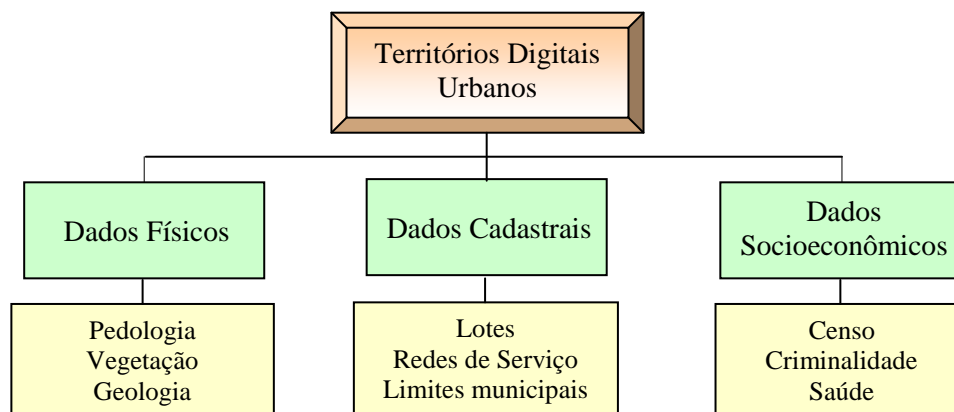 Territórios Digitais
Urbanos
Dados Físicos
Dados Cadastrais
Dados
Socioeconômicos
Pedologia
Vegetação
Geologia
Lotes
Redes de Serviço
Limites municipais
Censo
Criminalidade
Saúde